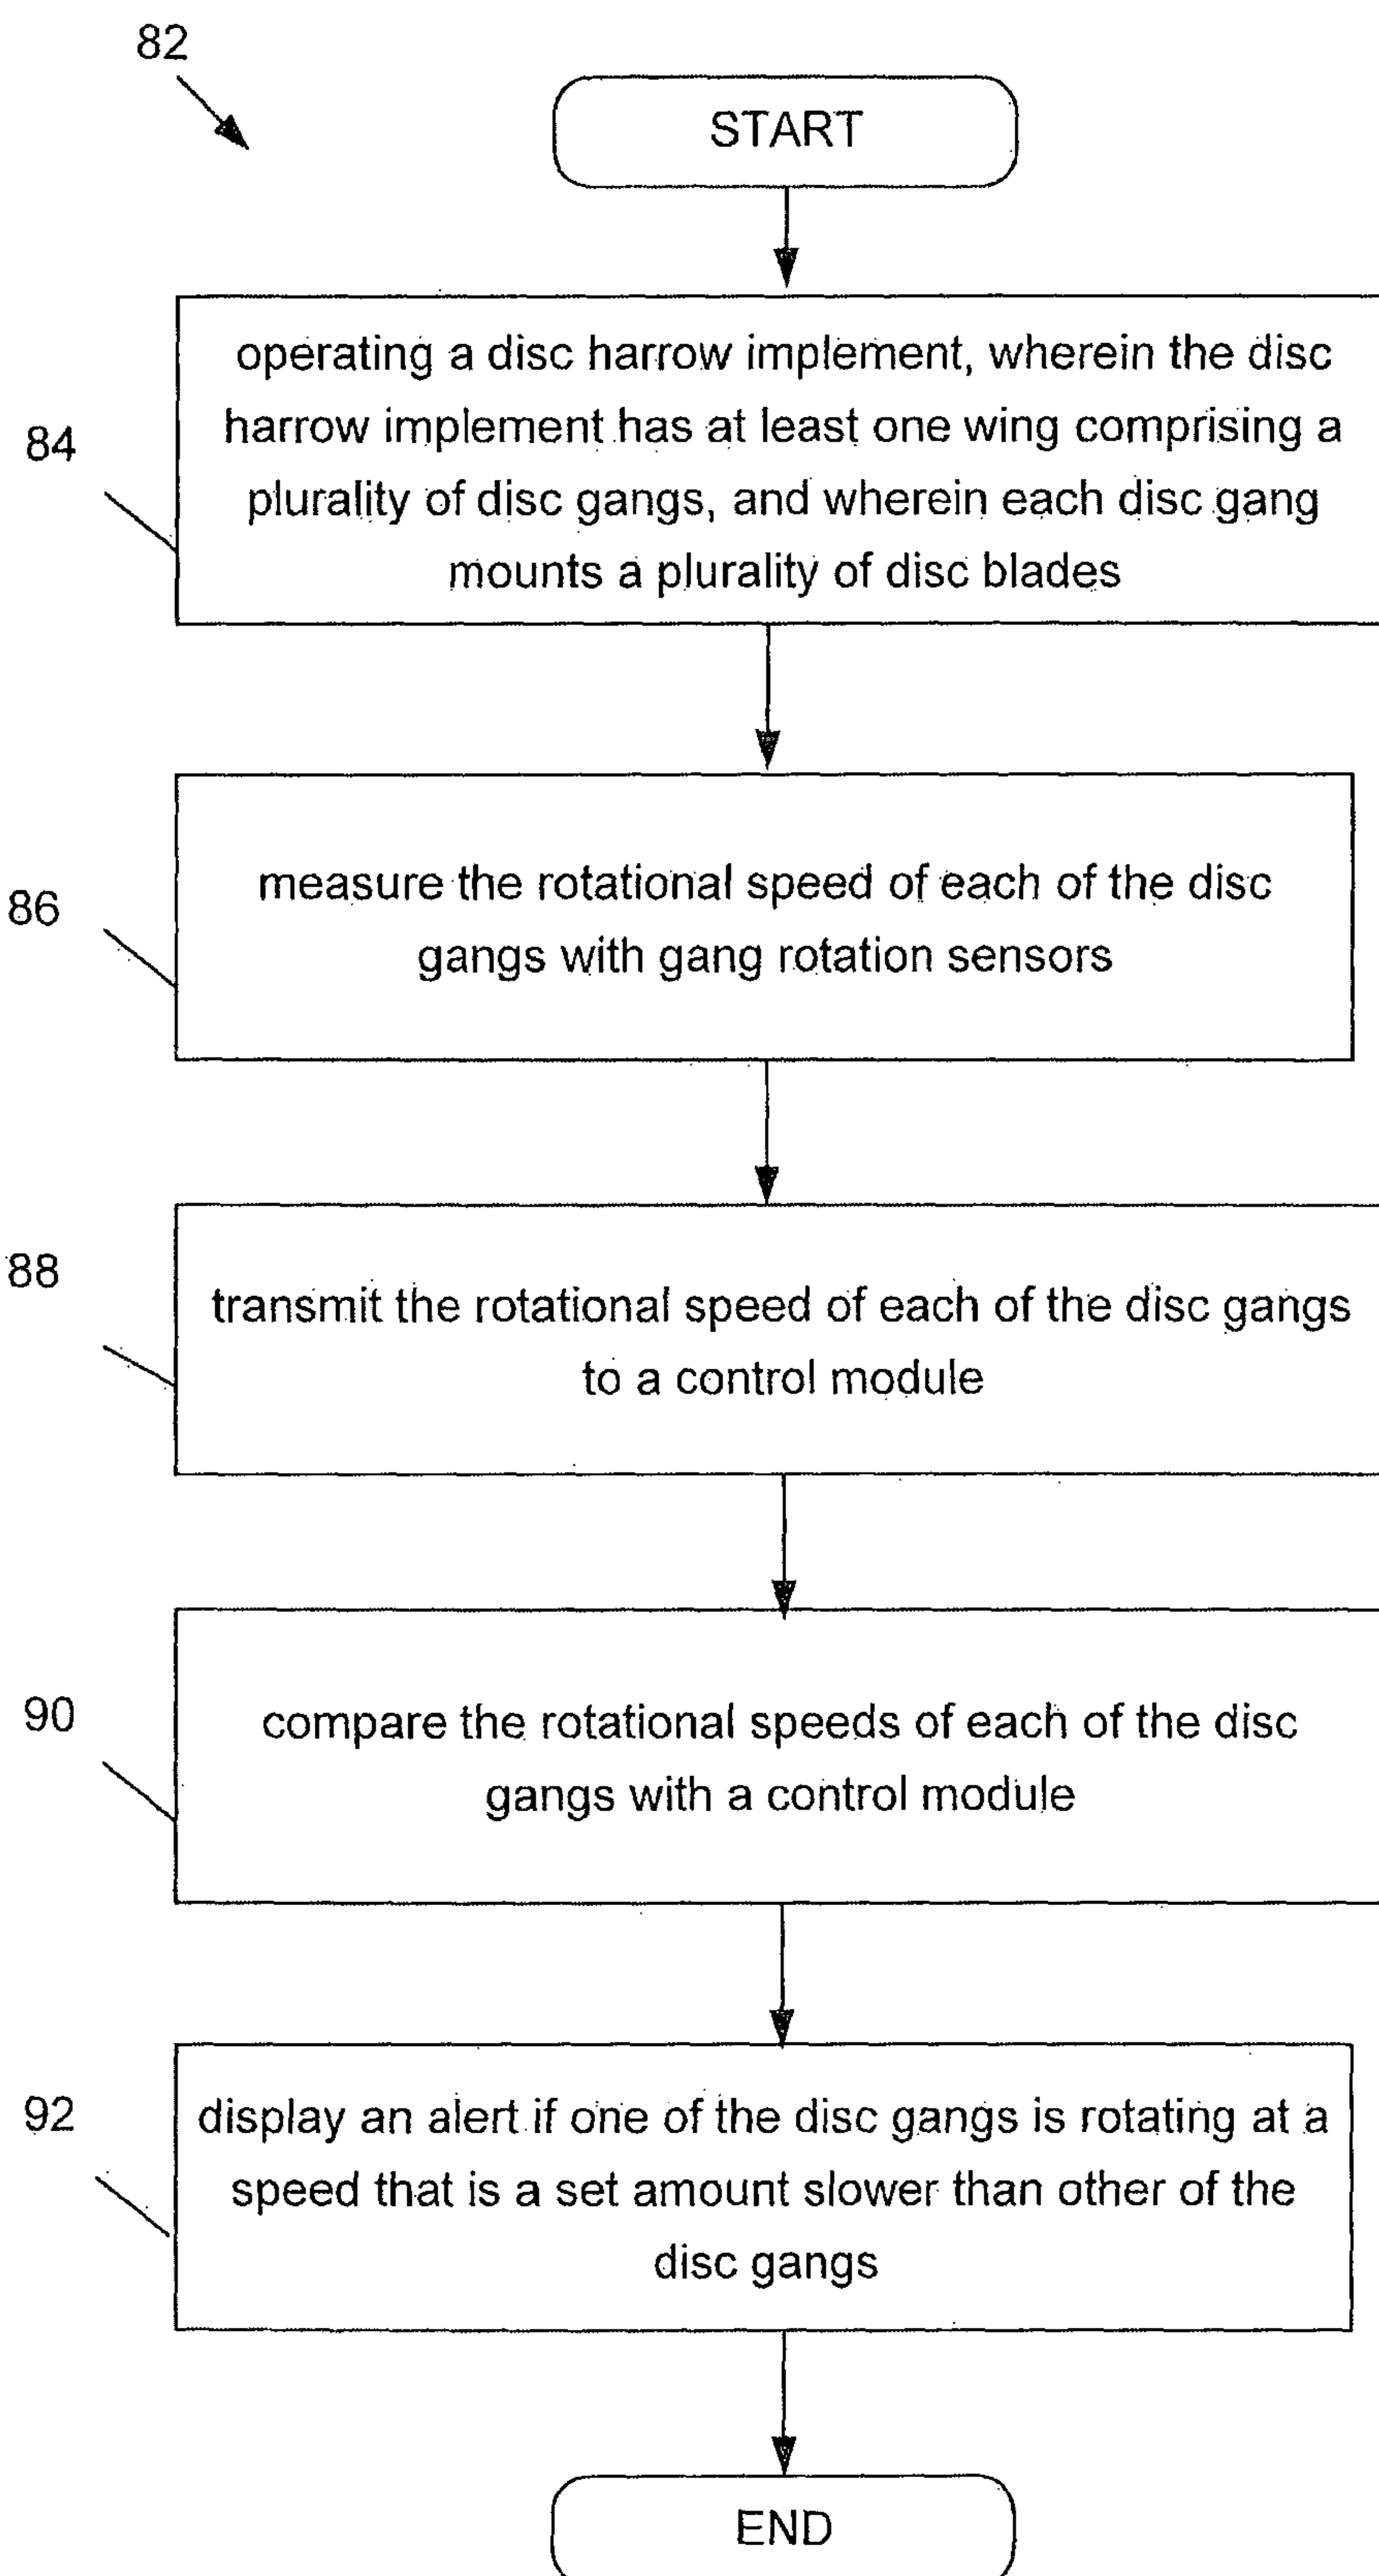 82
START
84
operating a disc harrow implement, wherein the disc
harrow implement has at least one wing comprising a
plurality of disc gangs, and wherein each disc gang
mounts a plurality of disc blades
86
measure the rotational speed of each of the disc
gangs with gang rotation sensors
88
transmit the rotational speed of each of the disc gangs
to a control module
90
compare the rotational speeds of each of the disc
gangs with a control module
92
display an alert if one of the disc gangs is rotating at a
speed that is a set amount slower than other of the
disc gangs
END